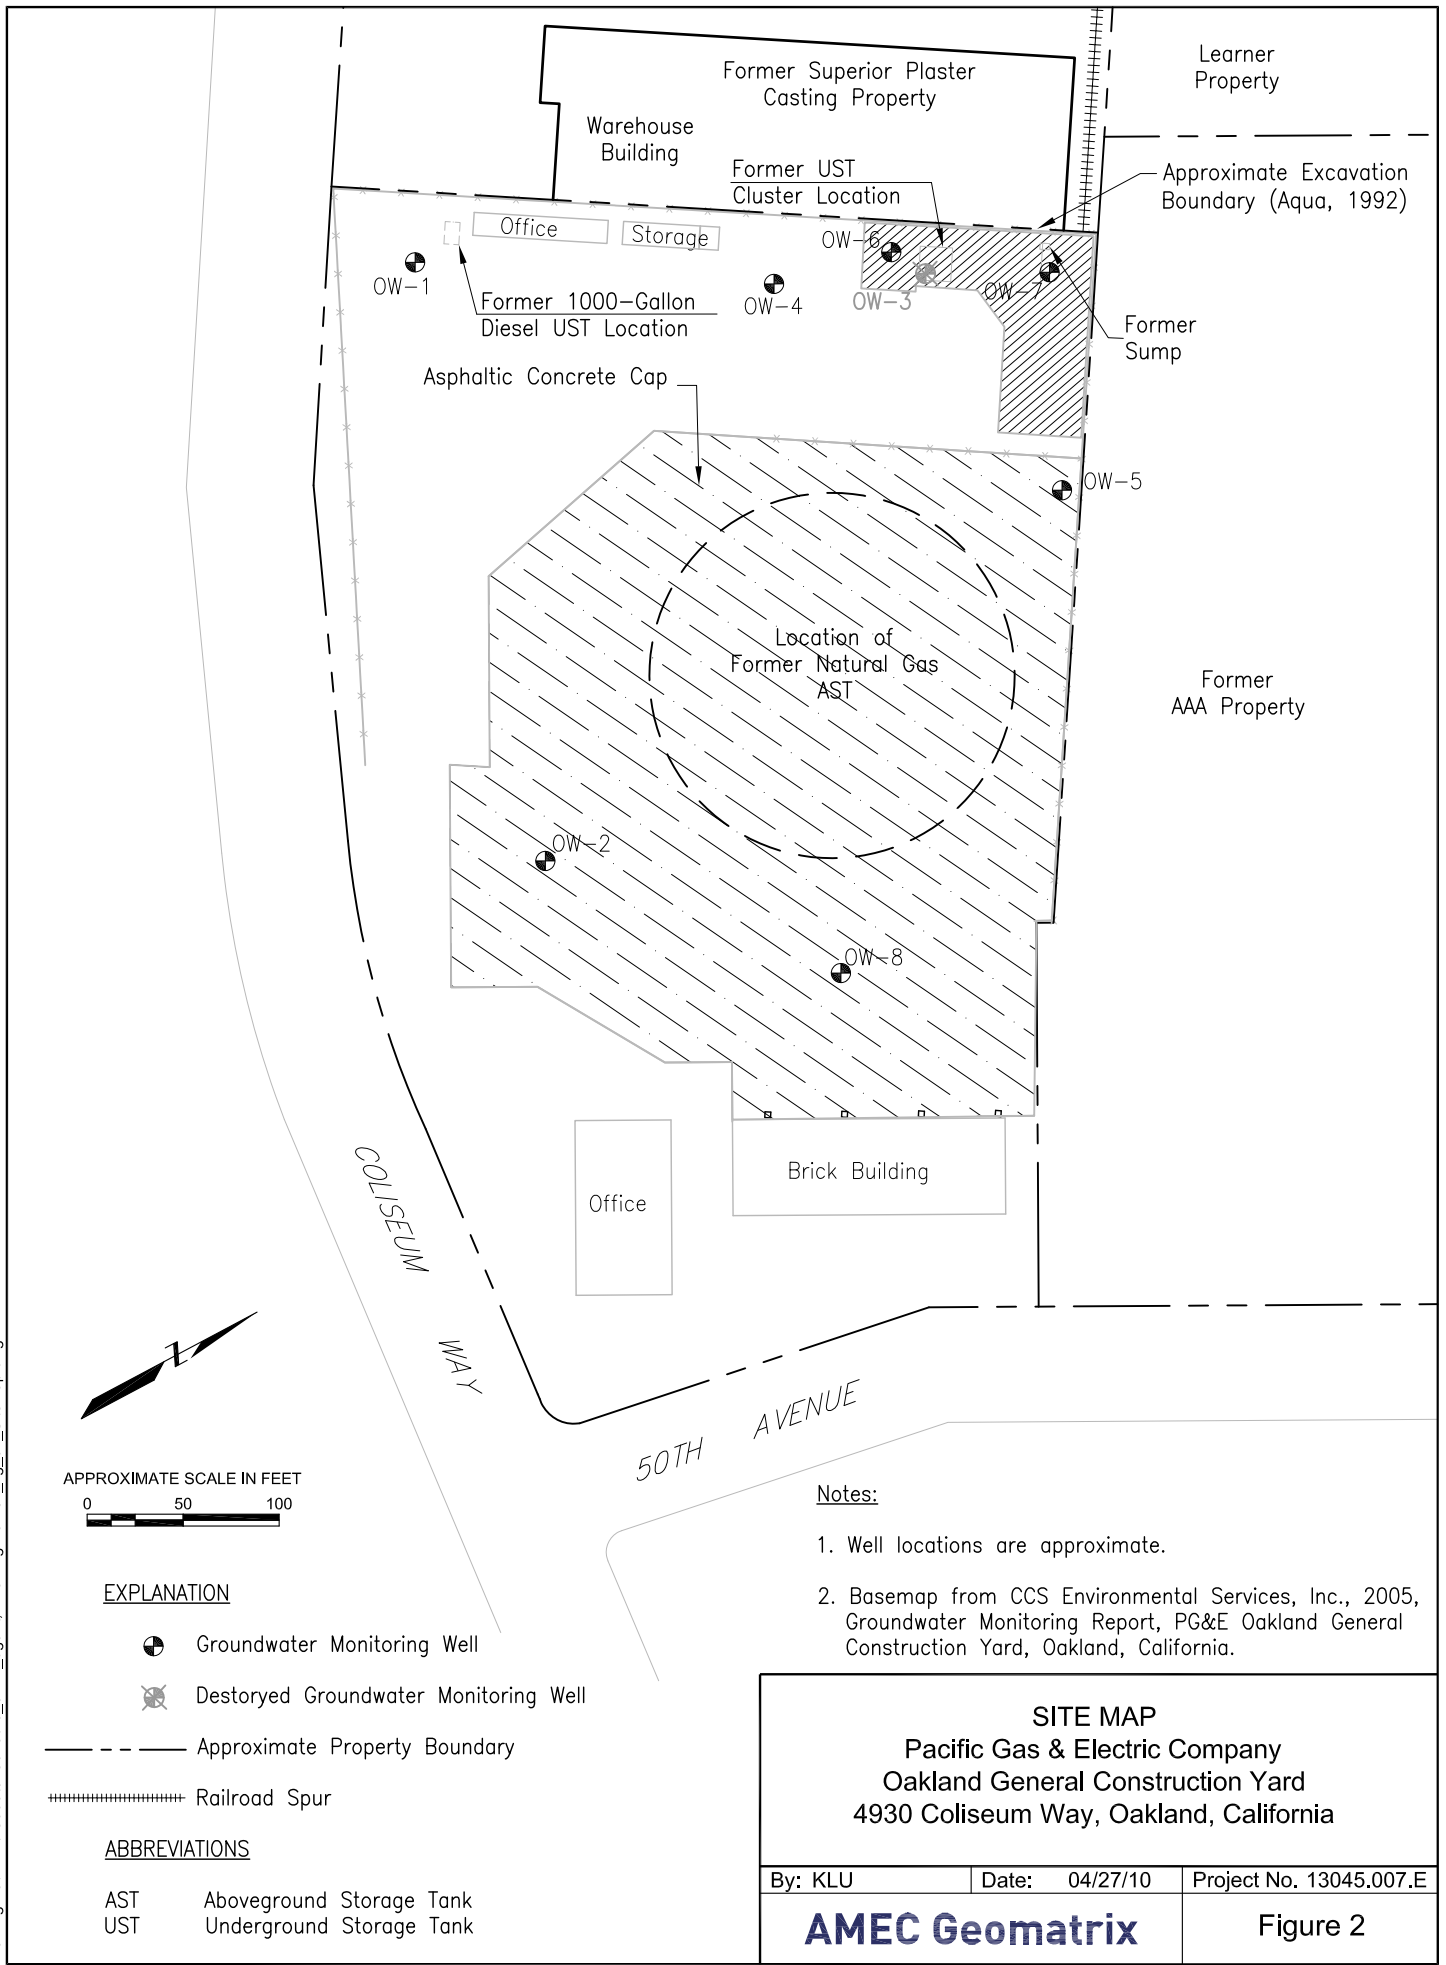 Learner
Property
Former Superior Plaster
Casting Property
Warehouse
Building
Former UST
Cluster Location
Approximate Excavation
Boundary (Aqua, 1992)
Office
Storage
OW-6
OW-1
OW-4
OW-3
OW-7
Former 1000-Gallon
Diesel UST Location
Former
Sump
Asphaltic Concrete Cap
OW-5
Location of
Former Natural Gas
AST
Former
AAA Property
OW-2
OW-8
Brick Building
Office
COLISEUM WAY
50TH AVENUE
Z
APPROXIMATE SCALE IN FEET
0 50 100
EXPLANATION
Groundwater Monitoring Well
Destoryed Groundwater Monitoring Well
Approximate Property Boundary
Railroad Spur
ABBREVIATIONS
AST Aboveground Storage Tank
UST Underground Storage Tank
Notes:
1. Well locations are approximate.
2. Basemap from CCS Environmental Services, Inc., 2005,
Groundwater Monitoring Report, PG&E Oakland General
Construction Yard, Oakland, California.
SITE MAP
Pacific Gas & Electric Company
Oakland General Construction Yard
4930 Coliseum Way, Oakland, California
By: KLU Date: 04/27/10 Project No. 13045.007.E
AMEC Geomatrix Figure 2